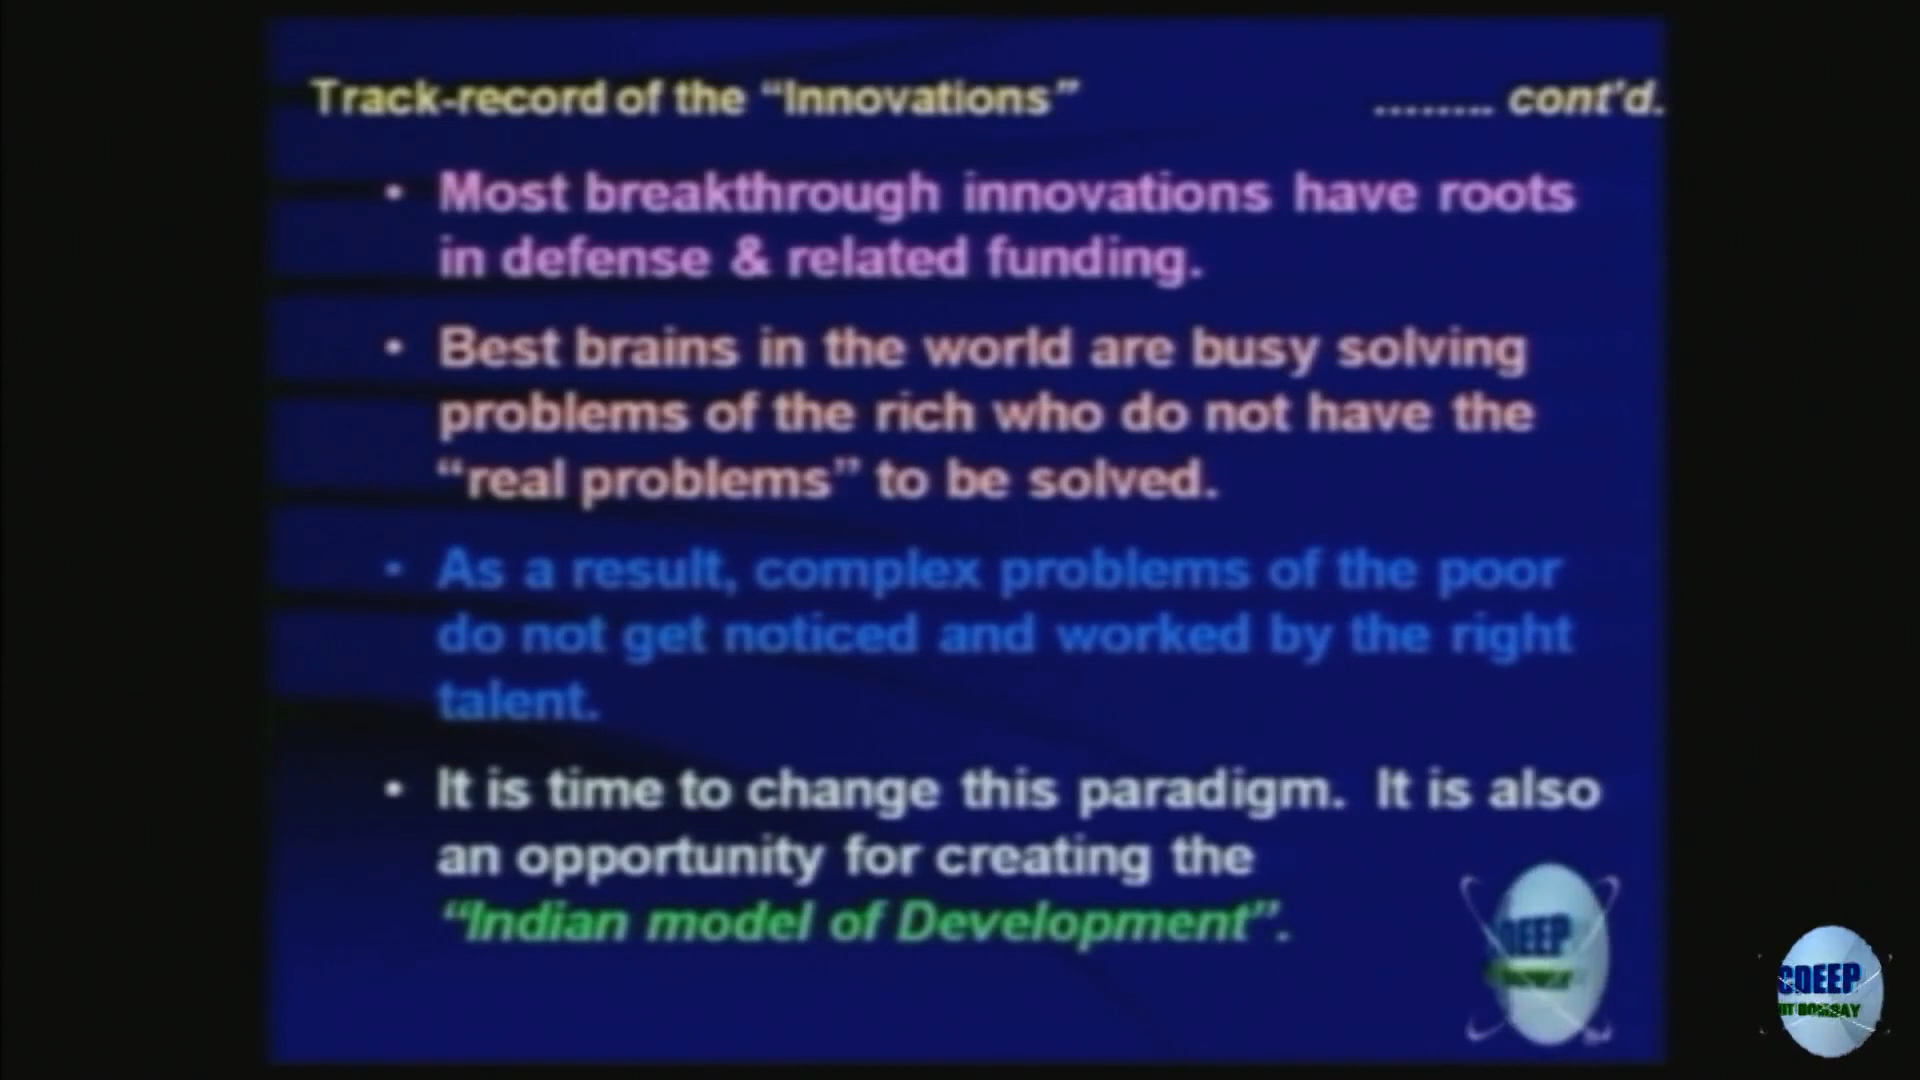 Track-record of the “Innovations” ........ cont’d.
• Most breakthrough innovations have roots
in defense & related funding.
• Best brains in the world are busy solving
problems of the rich who do not have the
“real problems” to be solved.
• As a result, complex problems of the poor
do not get noticed and worked by the right
talent.
• It is time to change this paradigm. It is also
an opportunity for creating the
“Indian model of Development”.
DEEP
CDEEP
IIT BOMBAY